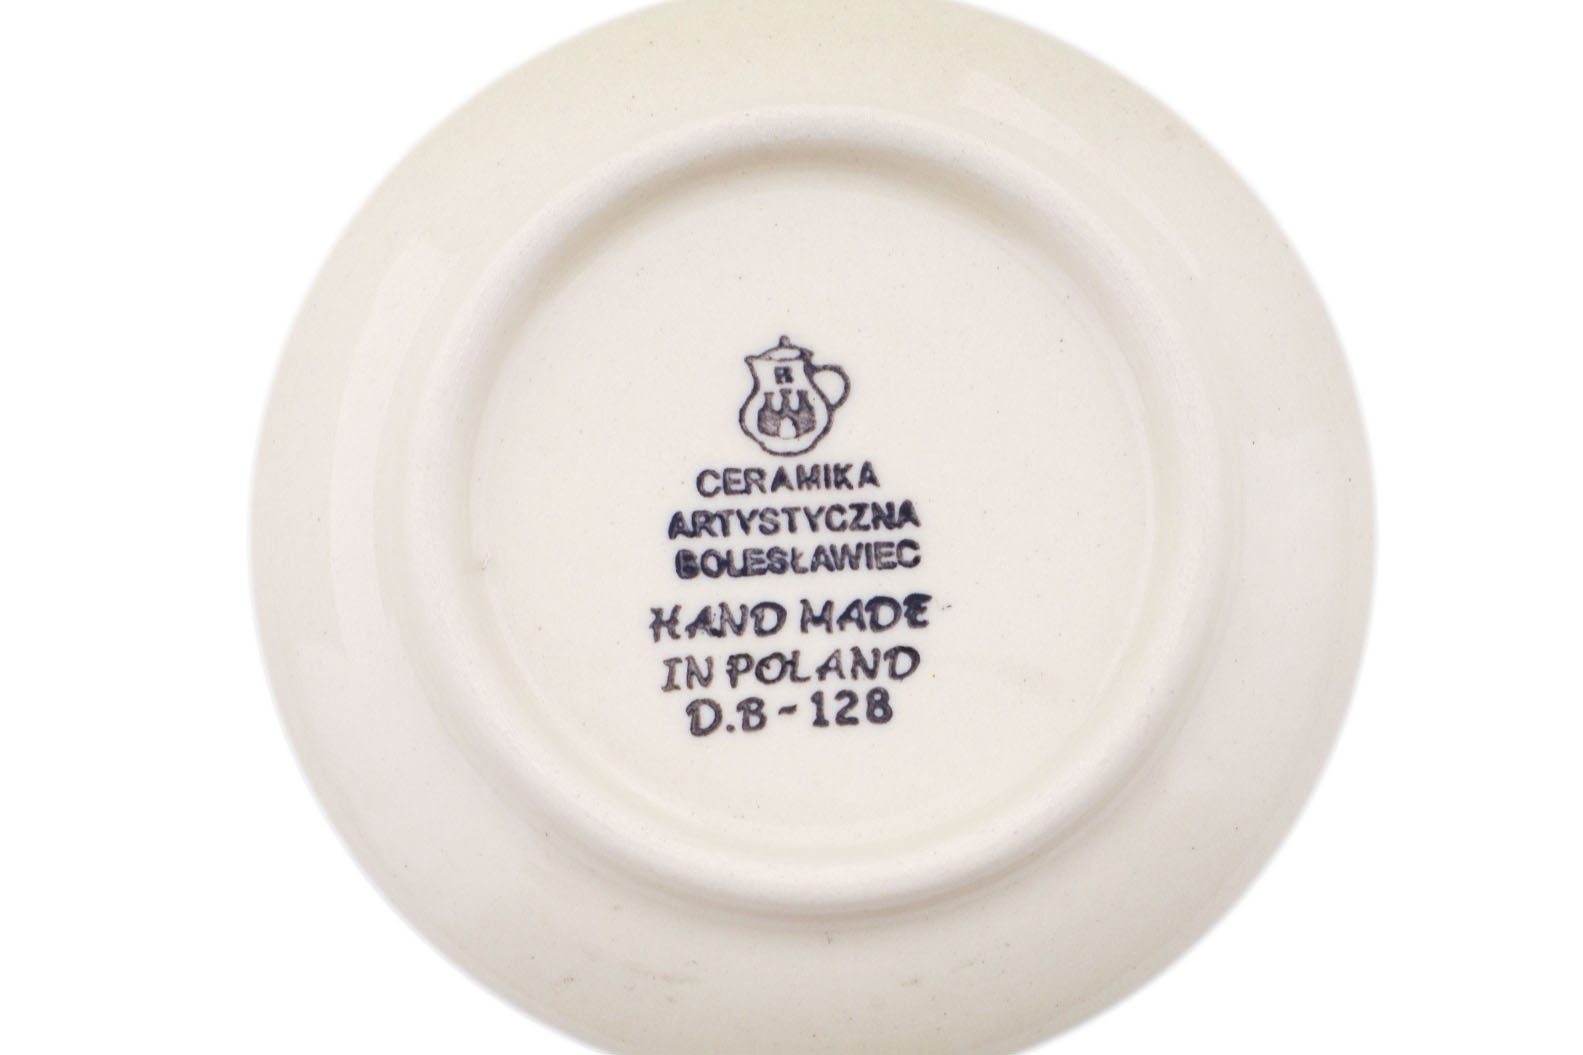 R
CERAMIKA
ARTYSTYCZNA
BOLESŁAWIEC
HAND MADE
IN POLAND
D.B-128